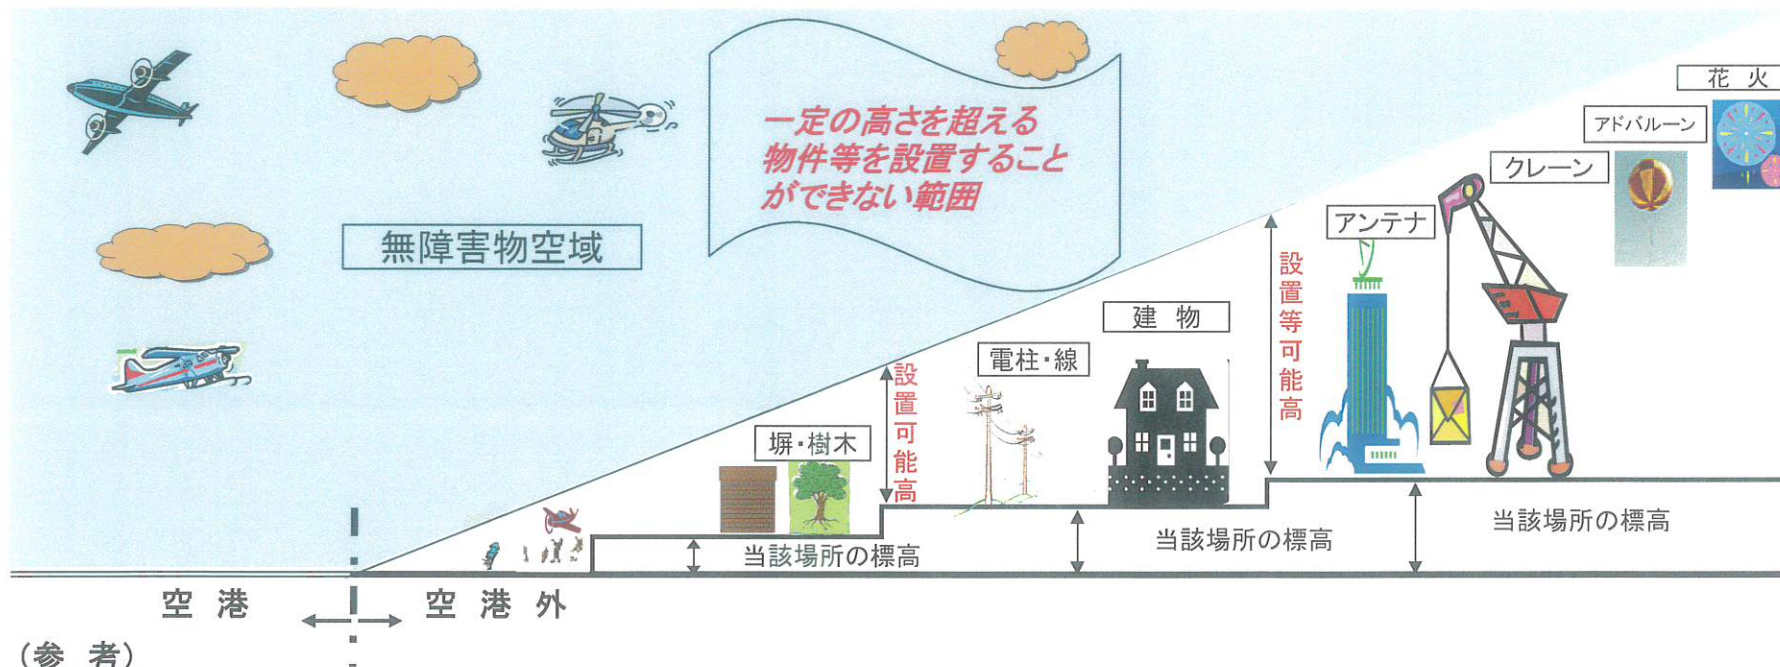 一定の高さを超える
物件等を設置すること
ができない範囲
無障害物空域
花 火
アドバルーン
クレーン
アンテナ
設置等可能高
建 物
電柱・線
設置可能高
塀・樹木
当該場所の標高
当該場所の標高
当該場所の標高
空 港
空 港 外
(参 考)